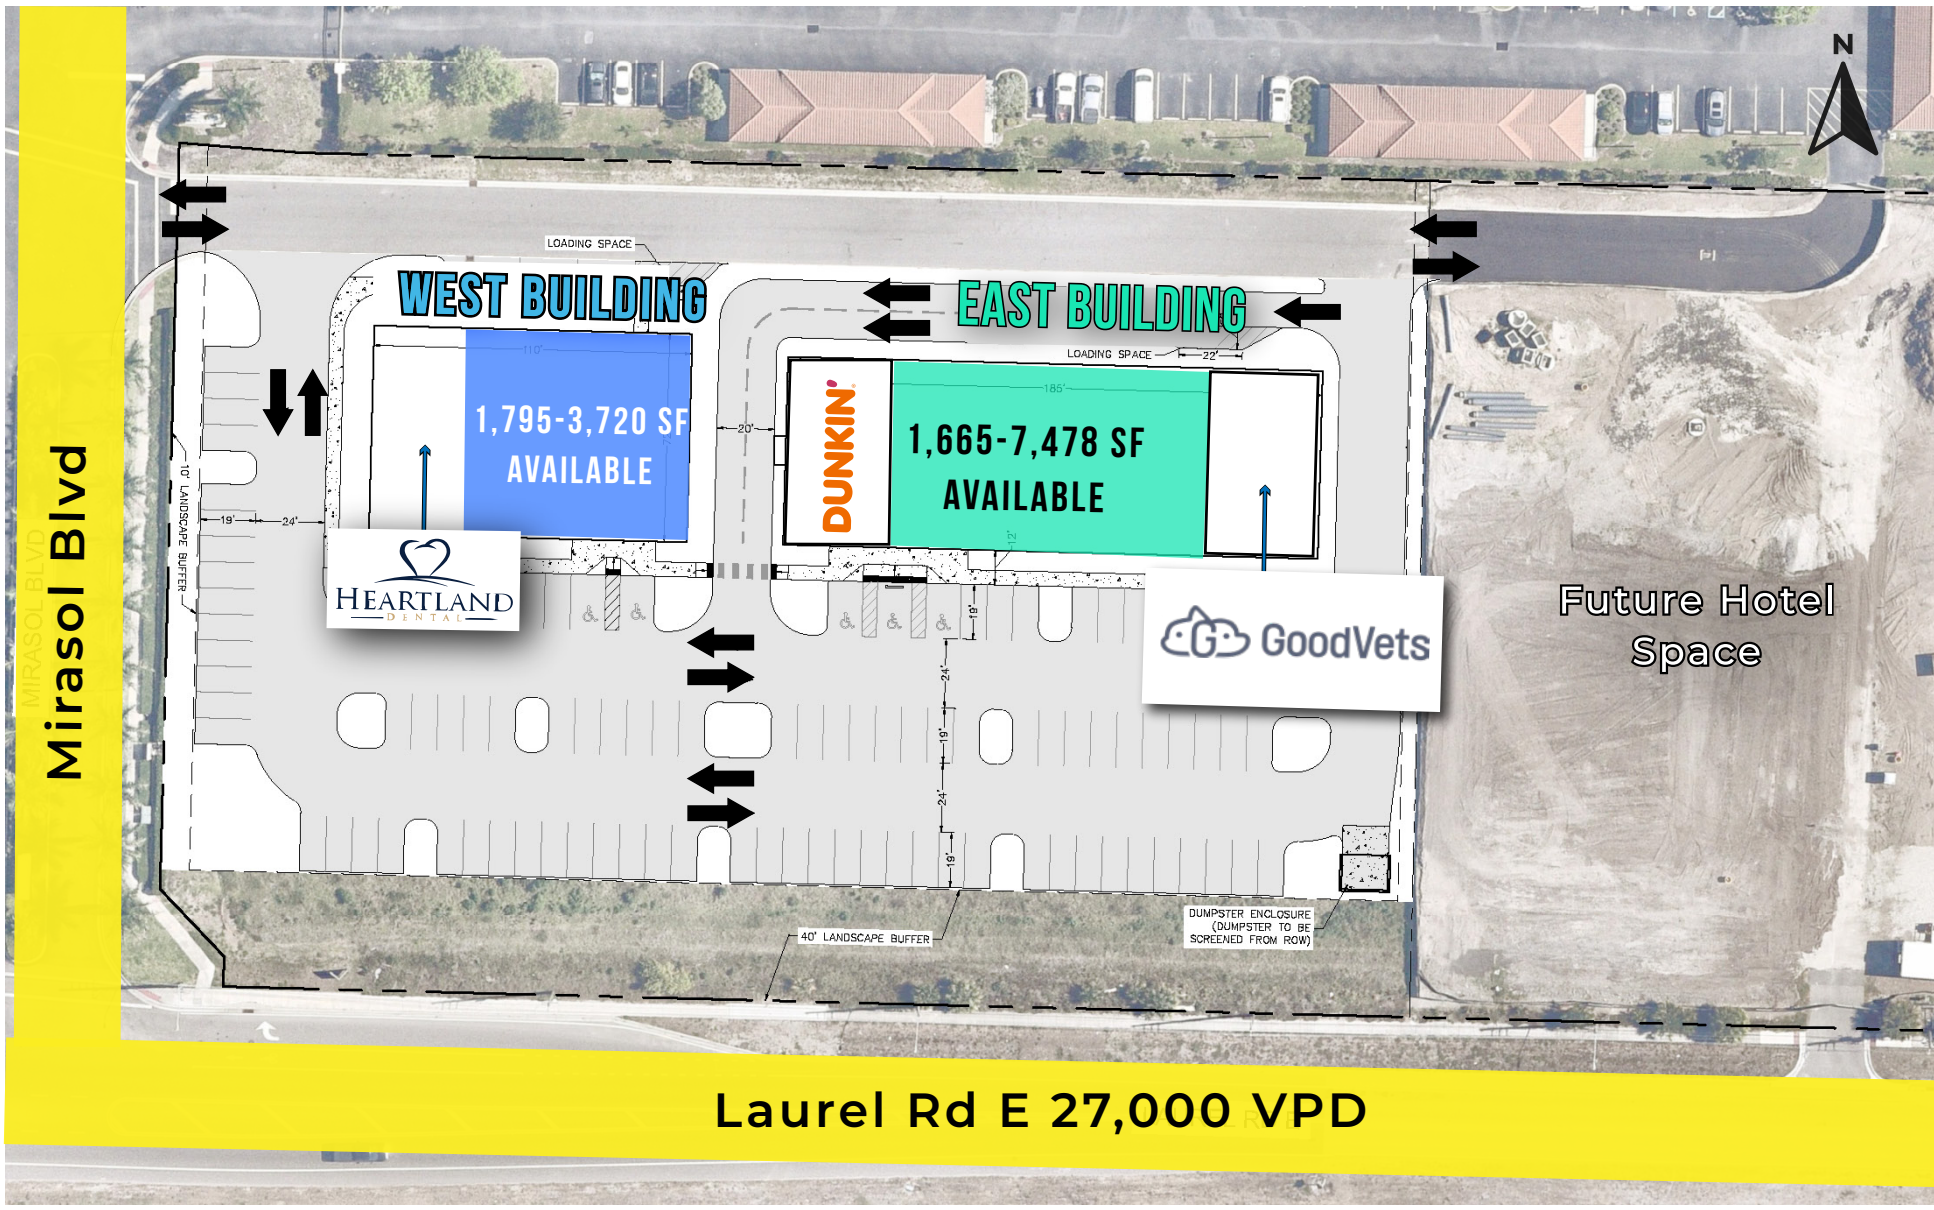 N
LOADING SPACE
WEST BUILDING
EAST BUILDING
LOADING SPACE
22'
110'
185'
1,795-3,720 SF
AVAILABLE
20'
DUNKIN'
1,665-7,478 SF
AVAILABLE
10' LANDSCAPE BUFFER
19'
24'
12'
HEARTLAND
DENTAL
19'
GoodVets
Future Hotel
Space
Mirasol Blvd
MIRASOL BLVD
24'
19'
24'
19'
DUMPSTER ENCLOSURE
(DUMPSTER TO BE
SCREENED FROM ROW)
40' LANDSCAPE BUFFER
Laurel Rd E 27,000 VPD